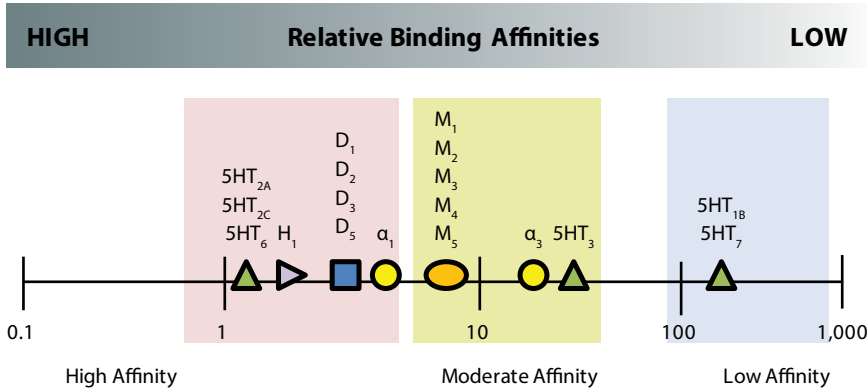 HIGH Relative Binding Affinities LOW
5HT₂A
5HT₂C
5HT₆
H₁
D₁
D₂
D₃
D₅
α₁
M₁
M₂
M₃
M₄
M₅
α₃
5HT₃
5HT₁B
5HT₇
0.1 1 10 100 1,000
High Affinity Moderate Affinity Low Affinity